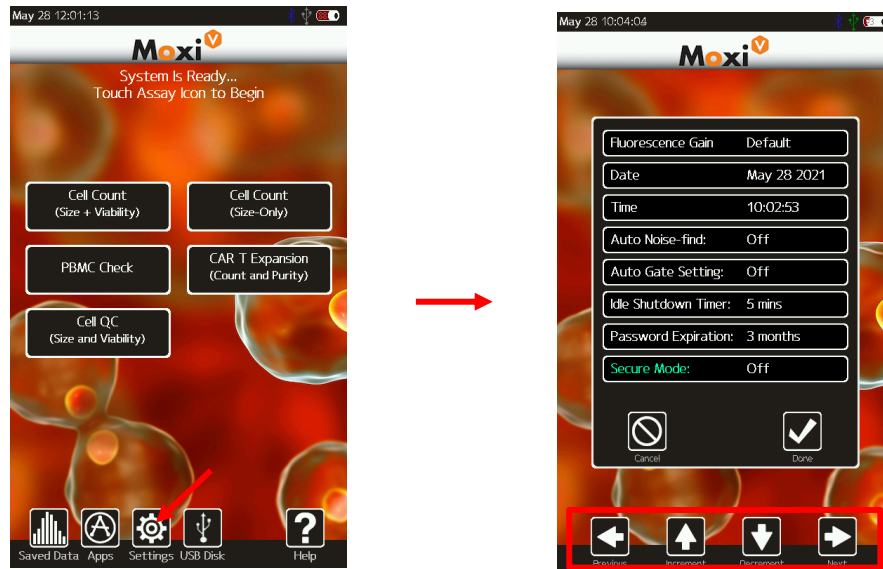 May 28 12:01:13
Moxi V
System Is Ready...
Touch Assay Icon to Begin
Cell Count
(Size + Viability)
Cell Count
(Size-Only)
PBMC Check
CAR T Expansion
(Count and Purity)
Cell QC
(Size and Viability)
Saved Data Apps Settings USB Disk Help
May 28 10:04:04
Moxi V
Fluorescence Gain Default
Date May 28 2021
Time 10:02:53
Auto Noise-find: Off
Auto Gate Setting: Off
Idle Shutdown Timer: 5 mins
Password Expiration: 3 months
Secure Mode: Off
Cancel Done
Previous Increment Decrement Next